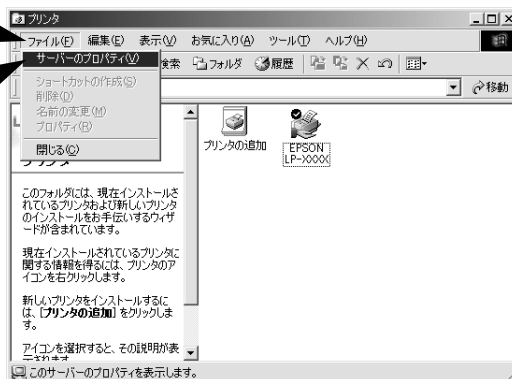 プリンタ
ファイル(F) 編集(E) 表示(V) お気に入り(A) ツール(T) ヘルプ(H)
サーバーのプロパティ(V)
ショートカットの作成(S)
削除(D)
名前の変更(M)
プロパティ(R)
閉じる(C)
検索 フォルダ 履歴
移動
プリンタ
プリンタの追加
EPSON
LP-XXXX
このフォルダには、現在インストールさ
れているプリンタおよび新しいプリンタ
のインストールをお手伝いするウィザ
ードが含まれています。
現在インストールされているプリンタに
関する情報を得るには、プリンタのア
イコンを右クリックします。
新しいプリンタをインストールするに
は、[プリンタの追加] をクリックしま
す。
アイコンを選択すると、その説明が表
示されます。
このサーバーのプロパティを表示します。